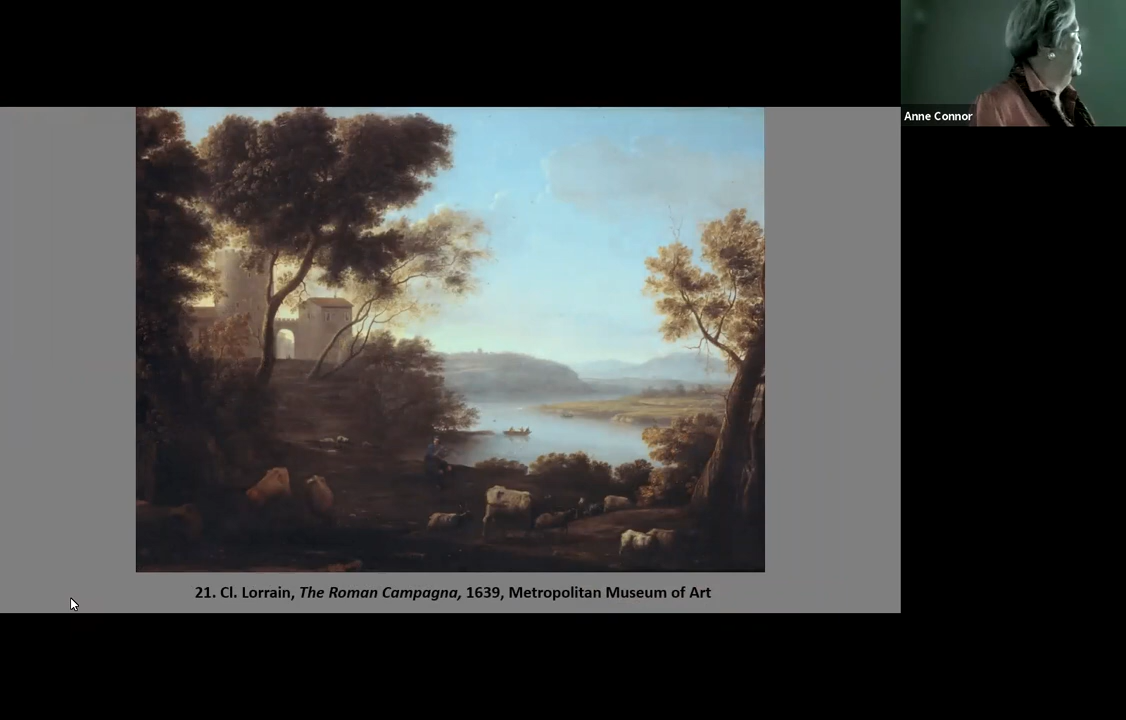 Anne Connor
21. Cl. Lorrain, The Roman Campagna, 1639, Metropolitan Museum of Art